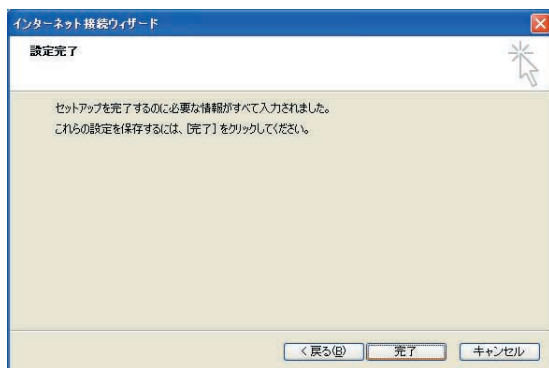 インターネット接続ウィザード
設定完了
セットアップを完了するのに必要な情報がすべて入力されました。
これらの設定を保存するには、[完了] をクリックしてください。
< 戻る(B)
完了
キャンセル